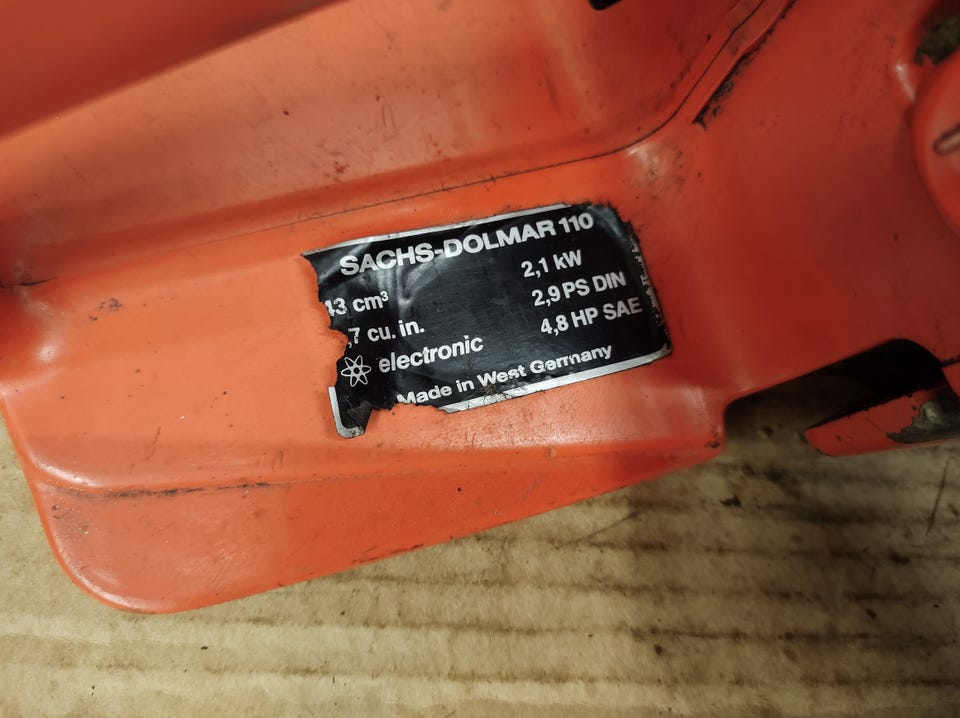 SACHS-DOLMAR 110
43 cm³ 2,1 kW
,7 cu. in. 2,9 PS DIN
electronic 4,8 HP SAE
Made in West Germany